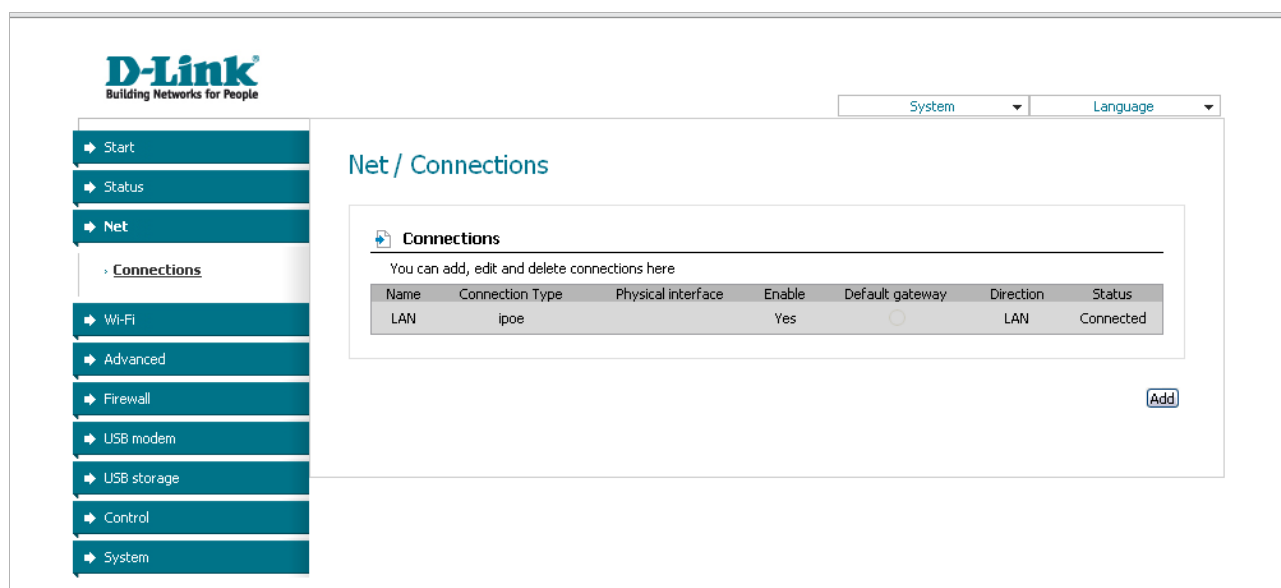 D-Link
Building Networks for People
System Language
Start
Status
Net
Connections
Wi-Fi
Advanced
Firewall
USB modem
USB storage
Control
System
Net / Connections
Connections
You can add, edit and delete connections here
Name Connection Type Physical interface Enable Default gateway Direction Status
LAN ipoe Yes LAN Connected
Add